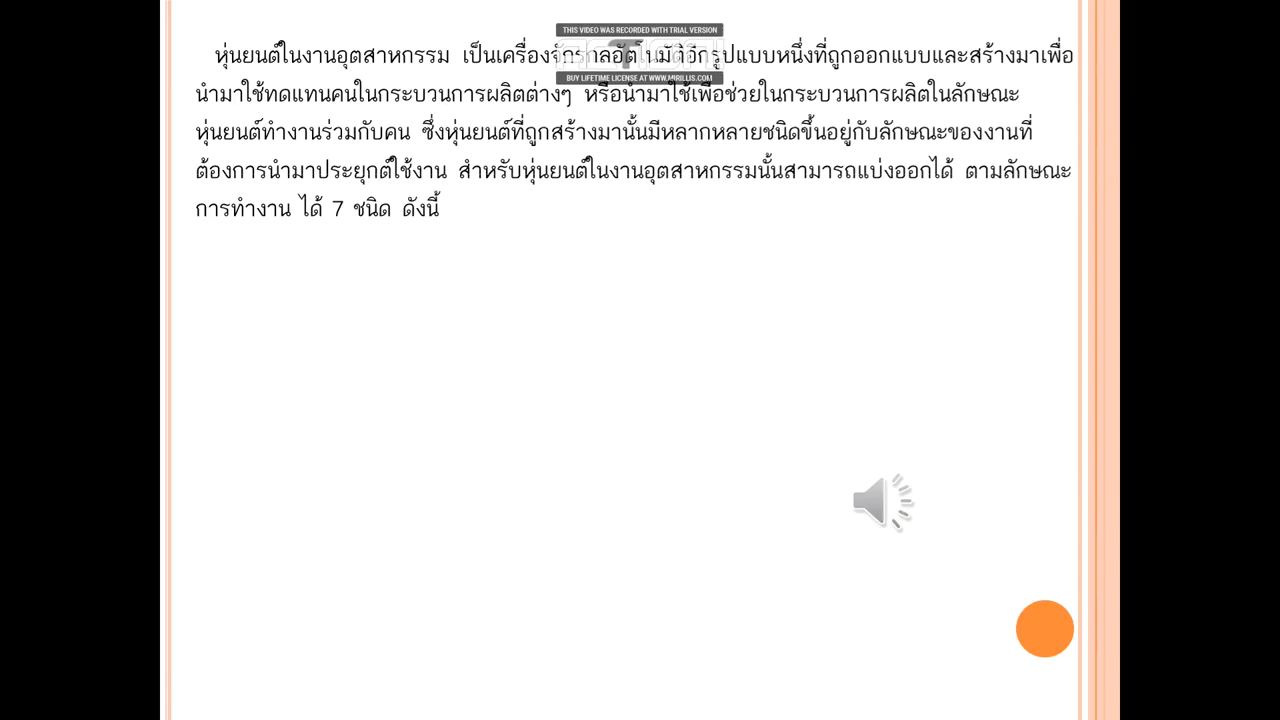 THIS VIDEO WAS RECORDED WITH TRIAL VERSION
หุ่นยนต์ในงานอุตสาหกรรม เป็นเครื่องจักรกลอัตโนมัติอีกรูปแบบหนึ่งที่ถูกออกแบบและสร้างมาเพื่อ
BUY LIFETIME LICENSE AT WWW.MIRILLIS.COM
นำมาใช้ทดแทนคนในกระบวนการผลิตต่างๆ หรือนำมาใช้เพื่อช่วยในกระบวนการผลิตในลักษณะ
หุ่นยนต์ทำงานร่วมกับคน ซึ่งหุ่นยนต์ที่ถูกสร้างมานั้นมีหลากหลายชนิดขึ้นอยู่กับลักษณะของงานที่
ต้องการนำมาประยุกต์ใช้งาน สำหรับหุ่นยนต์ในงานอุตสาหกรรมนั้นสามารถแบ่งออกได้ ตามลักษณะ
การทำงาน ได้ 7 ชนิด ดังนี้